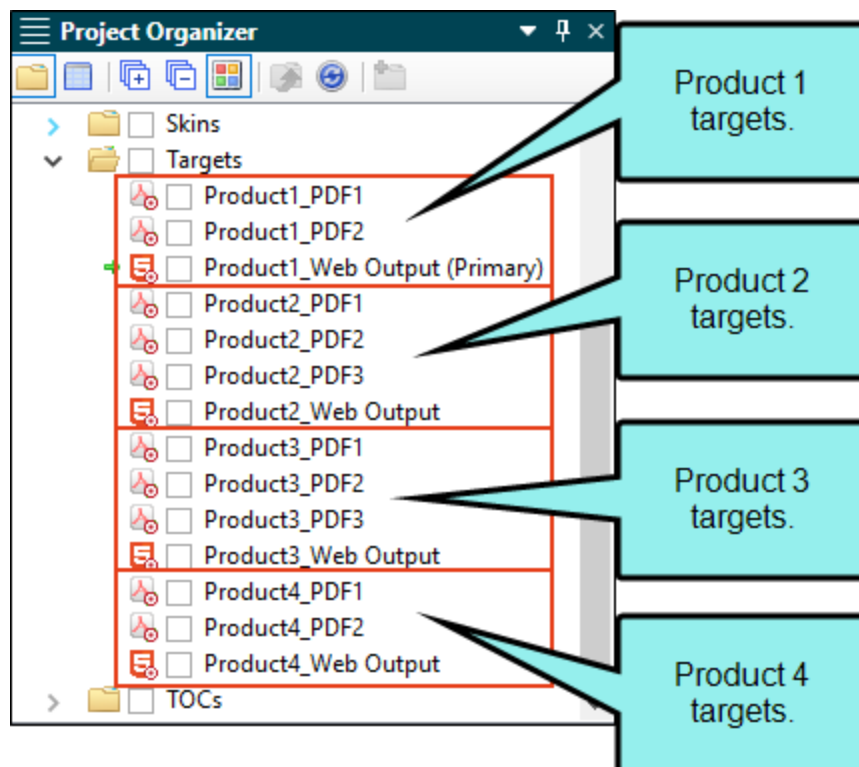 Project Organizer
Skins
Targets
Product1_PDF1
Product1_PDF2
Product1_Web Output (Primary)
Product2_PDF1
Product2_PDF2
Product2_PDF3
Product2_Web Output
Product3_PDF1
Product3_PDF2
Product3_PDF3
Product3_Web Output
Product4_PDF1
Product4_PDF2
Product4_Web Output
TOCs
Product 1
targets.
Product 2
targets.
Product 3
targets.
Product 4
targets.